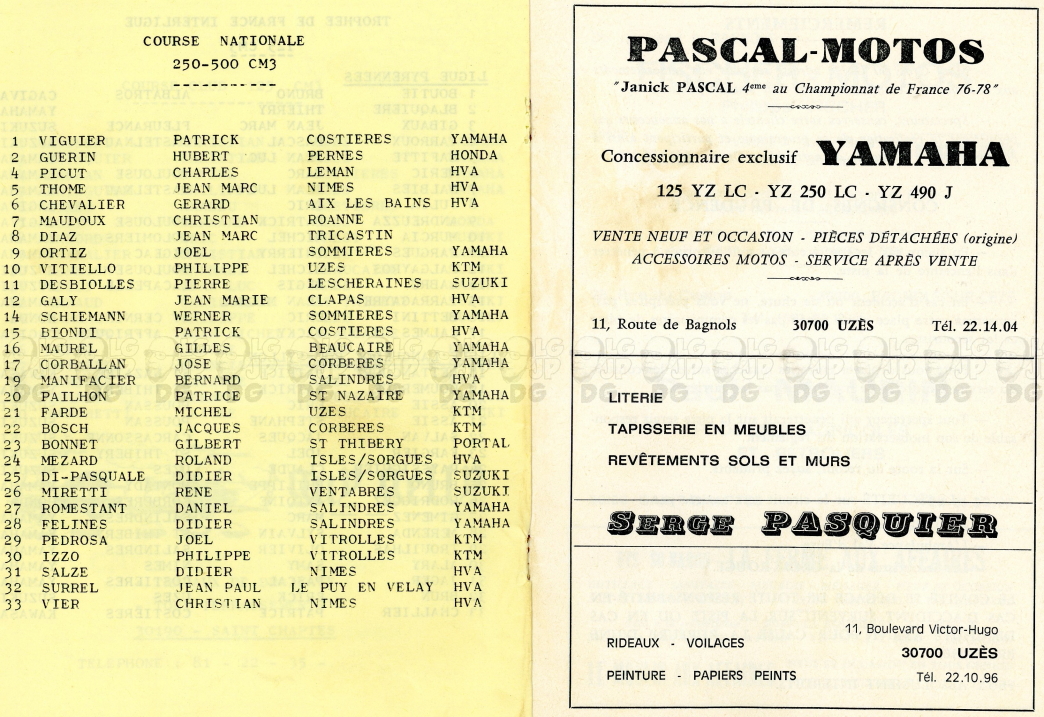 COURSE NATIONALE
250-500 CM3
-----------
1 VIGUIER PATRICK COSTIERES YAMAHA
2 GUERIN HUBERT PERNES HONDA
4 PICUT CHARLES LEMAN HVA
5 THOME JEAN MARC NIMES HVA
6 CHEVALIER GERARD AIX LES BAINS HVA
7 MAUDOUX CHRISTIAN ROANNE
8 DIAZ JEAN MARC TRICASTIN
9 ORTIZ JOEL SOMMIERES YAMAHA
10 VITIELLO PHILIPPE UZES KTM
11 DESBIOLLES PIERRE LESCHERAINES SUZUKI
12 GALY JEAN MARIE CLAPAS HVA
14 SCHIEMANN WERNER SOMMIERES YAMAHA
15 BIONDI PATRICK COSTIERES HVA
16 MAUREL GILLES BEAUCAIRE YAMAHA
17 CORBALLAN JOSE CORBERES YAMAHA
19 MANIFACIER BERNARD SALINDRES HVA
20 PAILHON PATRICE ST NAZAIRE YAMAHA
21 FARDE MICHEL UZES KTM
22 BOSCH JACQUES CORBERES KTM
23 BONNET GILBERT ST THIBERY PORTAL
24 MEZARD ROLAND ISLES/SORGUES HVA
25 DI-PASQUALE DIDIER ISLES/SORGUES SUZUKI
26 MIRETTI RENE VENTABRES SUZUKI
27 ROMESTANT DANIEL SALINDRES YAMAHA
28 FELINES DIDIER SALINDRES YAMAHA
29 PEDROSA JOEL VITROLLES KTM
30 IZZO PHILIPPE VITROLLES KTM
31 SALZE DIDIER NIMES HVA
32 SURREL JEAN PAUL LE PUY EN VELAY HVA
33 VIER CHRISTIAN NIMES HVA
PASCAL-MOTOS
"Janick PASCAL 4eme au Championnat de France 76-78"
Concessionnaire exclusif YAMAHA
125 YZ LC - YZ 250 LC - YZ 490 J
VENTE NEUF ET OCCASION - PIÈCES DÉTACHÉES (origine)
ACCESSOIRES MOTOS - SERVICE APRÈS VENTE
11, Route de Bagnols 30700 UZÈS Tél. 22.14.04
LITERIE
TAPISSERIE EN MEUBLES
REVÊTEMENTS SOLS ET MURS
SERGE PASQUIER
RIDEAUX - VOILAGES
PEINTURE - PAPIERS PEINTS
11, Boulevard Victor-Hugo
30700 UZÈS
Tél. 22.10.96